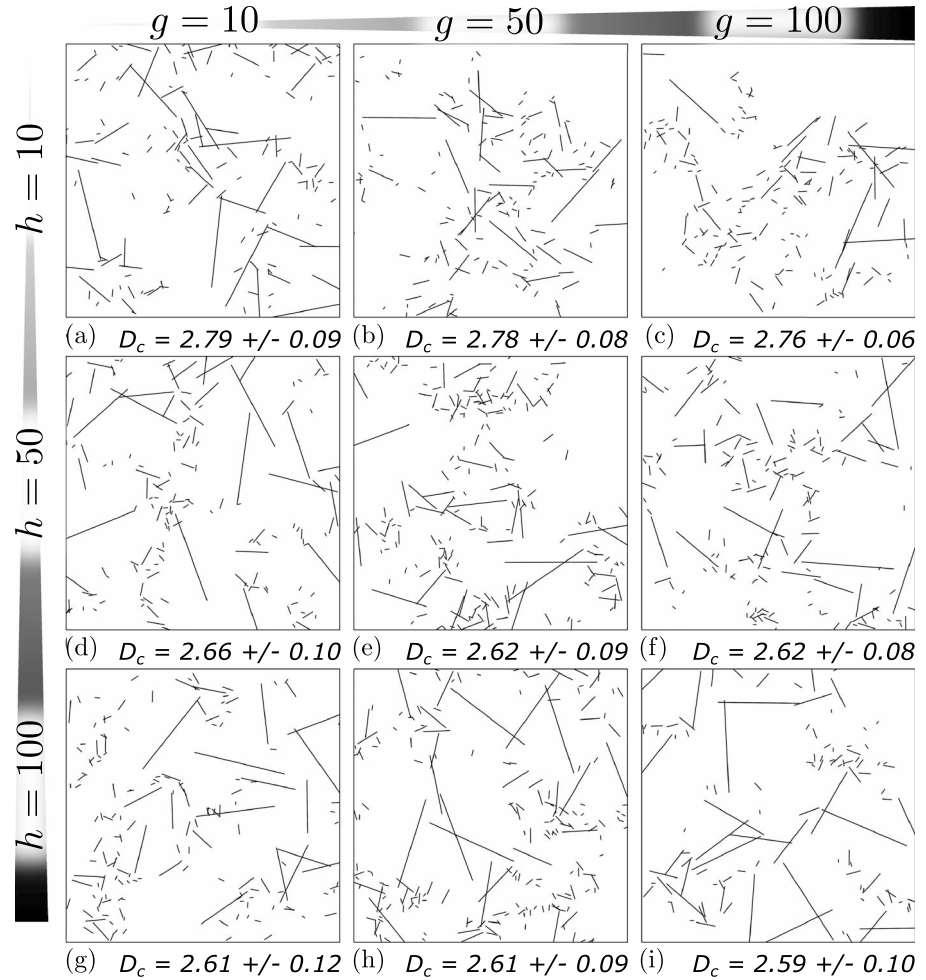 g = 10 g = 50 g = 100
h = 10
(a) D_c = 2.79 +/- 0.09 (b) D_c = 2.78 +/- 0.08 (c) D_c = 2.76 +/- 0.06
h = 50
(d) D_c = 2.66 +/- 0.10 (e) D_c = 2.62 +/- 0.09 (f) D_c = 2.62 +/- 0.08
h = 100
(g) D_c = 2.61 +/- 0.12 (h) D_c = 2.61 +/- 0.09 (i) D_c = 2.59 +/- 0.10